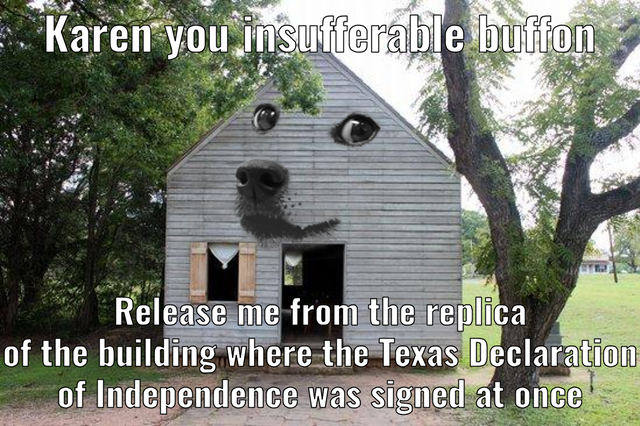 Karen you insufferable buffon
Release me from the replica
of the building where the Texas Declaration
of Independence was signed at once